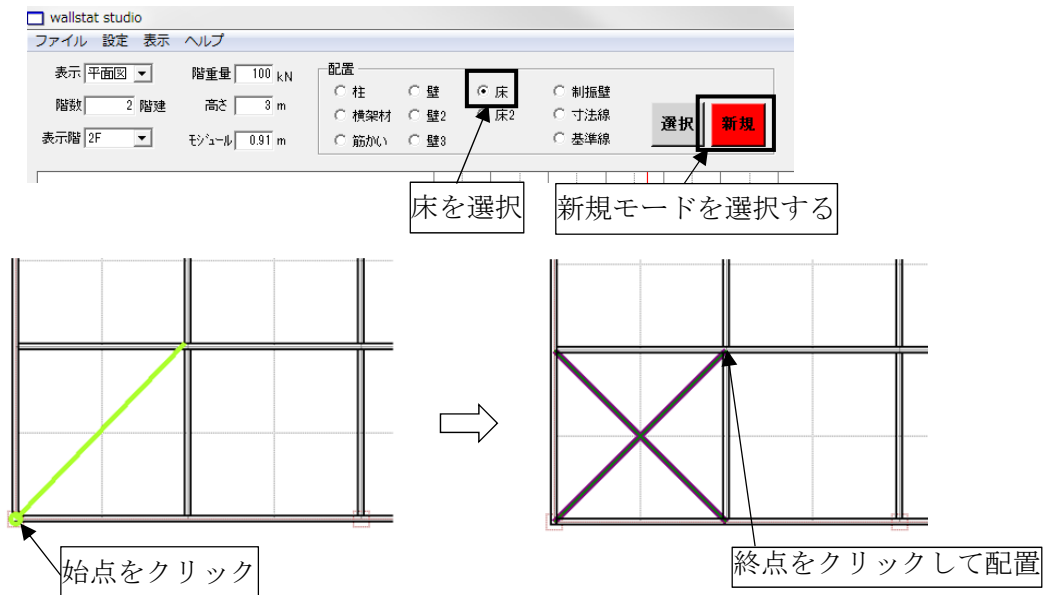 wallstat studio
ファイル 設定 表示 ヘルプ
表示 平面図 階重量 100 kN 配置
柱 壁 床 制振壁
階数 2 階建 高さ 3 m 横架材 壁2 床2 寸法線 選択 新規
表示階 2F モジュール 0.91 m 筋かい 壁3 基準線
床を選択 新規モードを選択する
始点をクリック
終点をクリックして配置